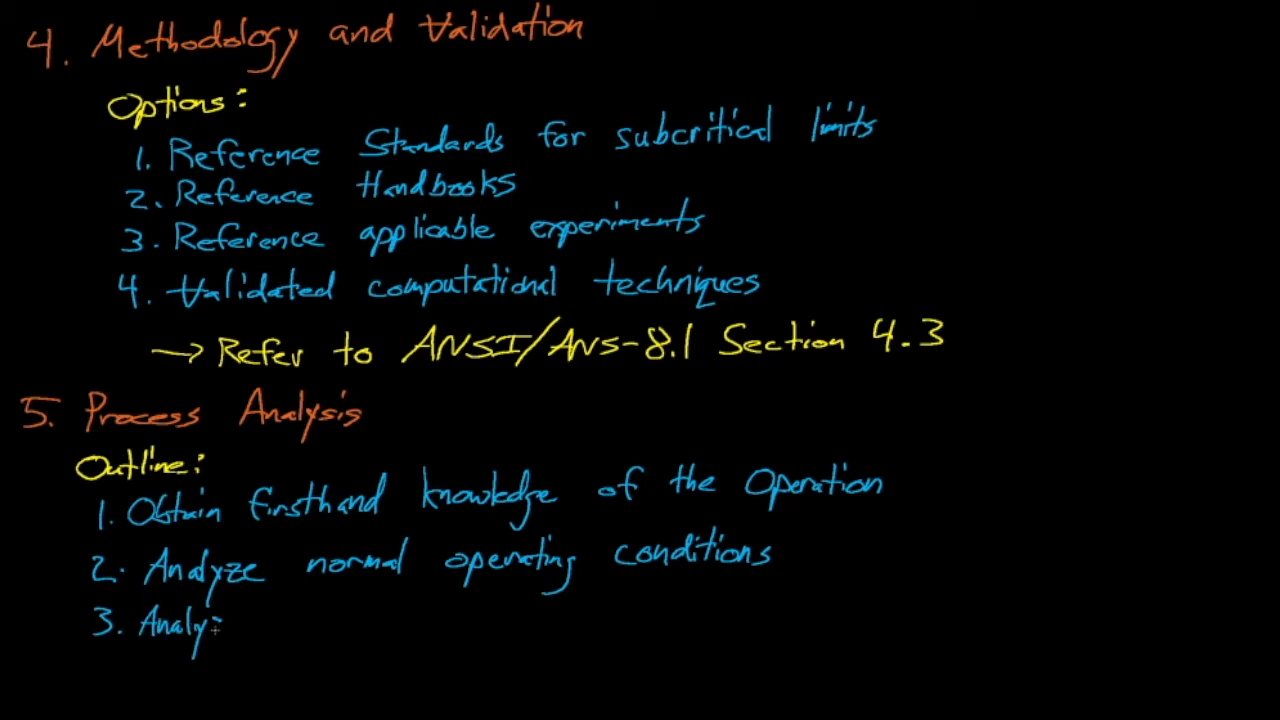 4. Methodology and Validation
Options:
1. Reference Standards for subcritical limits
2. Reference Handbooks
3. Reference applicable experiments
4. Validated computational techniques
→ Refer to ANSI/ANS-8.1 Section 4.3
5. Process Analysis
Outline:
1. Obtain firsthand knowledge of the Operation
2. Analyze normal operating conditions
3. Analy